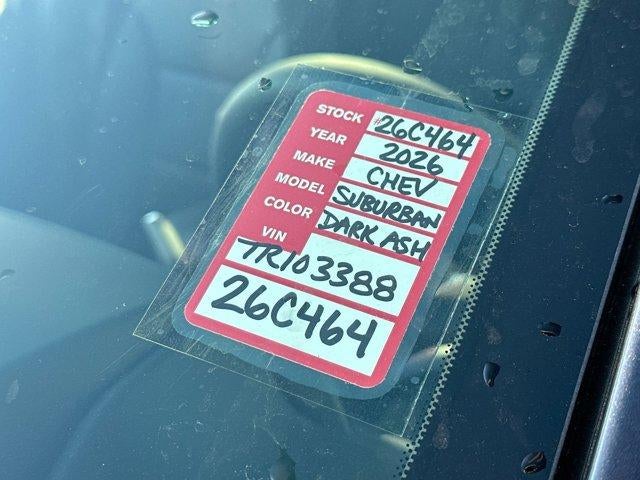 STOCK #26C464
YEAR 2026
MAKE CHEV
MODEL SUBURBAN
COLOR DARK ASH
VIN TR103388
26C464